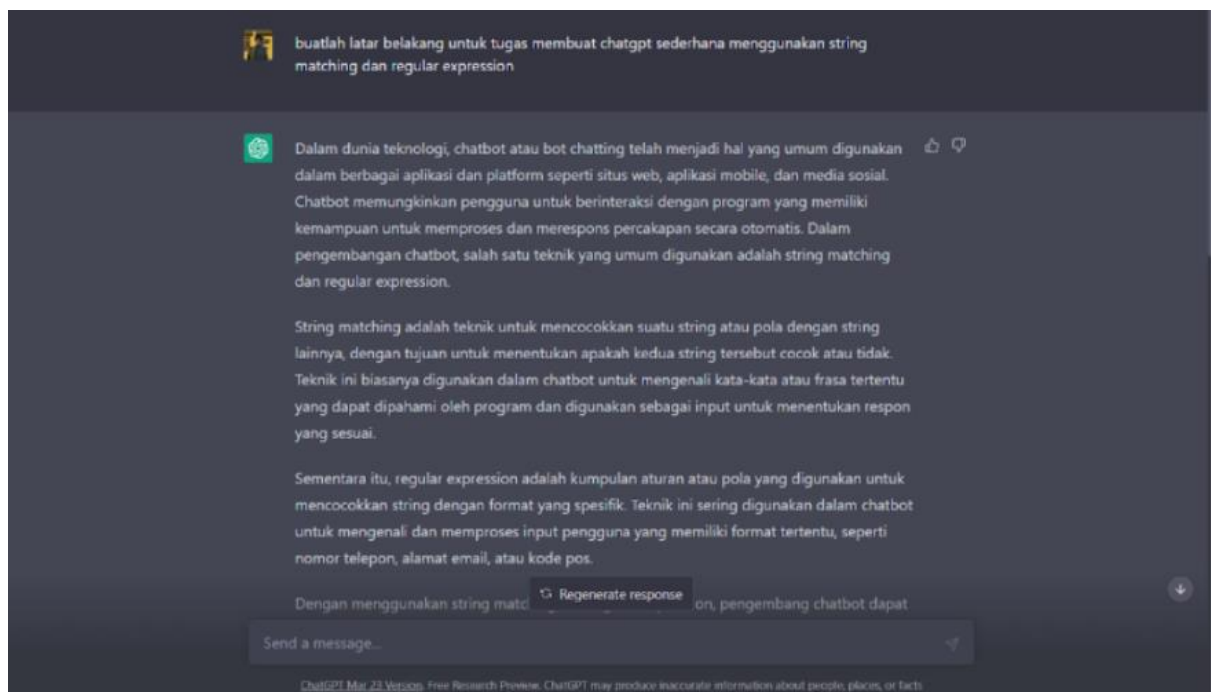 buatlah latar belakang untuk tugas membuat chatgpt sederhana menggunakan string
matching dan regular expression
Dalam dunia teknologi, chatbot atau bot chatting telah menjadi hal yang umum digunakan
dalam berbagai aplikasi dan platform seperti situs web, aplikasi mobile, dan media sosial.
Chatbot memungkinkan pengguna untuk berinteraksi dengan program yang memiliki
kemampuan untuk memproses dan merespons percakapan secara otomatis. Dalam
pengembangan chatbot, salah satu teknik yang umum digunakan adalah string matching
dan regular expression.
String matching adalah teknik untuk mencocokkan suatu string atau pola dengan string
lainnya, dengan tujuan untuk menentukan apakah kedua string tersebut cocok atau tidak.
Teknik ini biasanya digunakan dalam chatbot untuk mengenali kata-kata atau frasa tertentu
yang dapat dipahami oleh program dan digunakan sebagai input untuk menentukan respon
yang sesuai.
Sementara itu, regular expression adalah kumpulan aturan atau pola yang digunakan untuk
mencocokkan string dengan format yang spesifik. Teknik ini sering digunakan dalam chatbot
untuk mengenali dan memproses input pengguna yang memiliki format tertentu, seperti
nomor telepon, alamat email, atau kode pos.
Regenerate response
Dengan menggunakan string matc on, pengembang chatbot dapat
Send a message...
ChatGPT Mar 23 Version. Free Research Preview. ChatGPT may produce inaccurate information about people, places, or facts